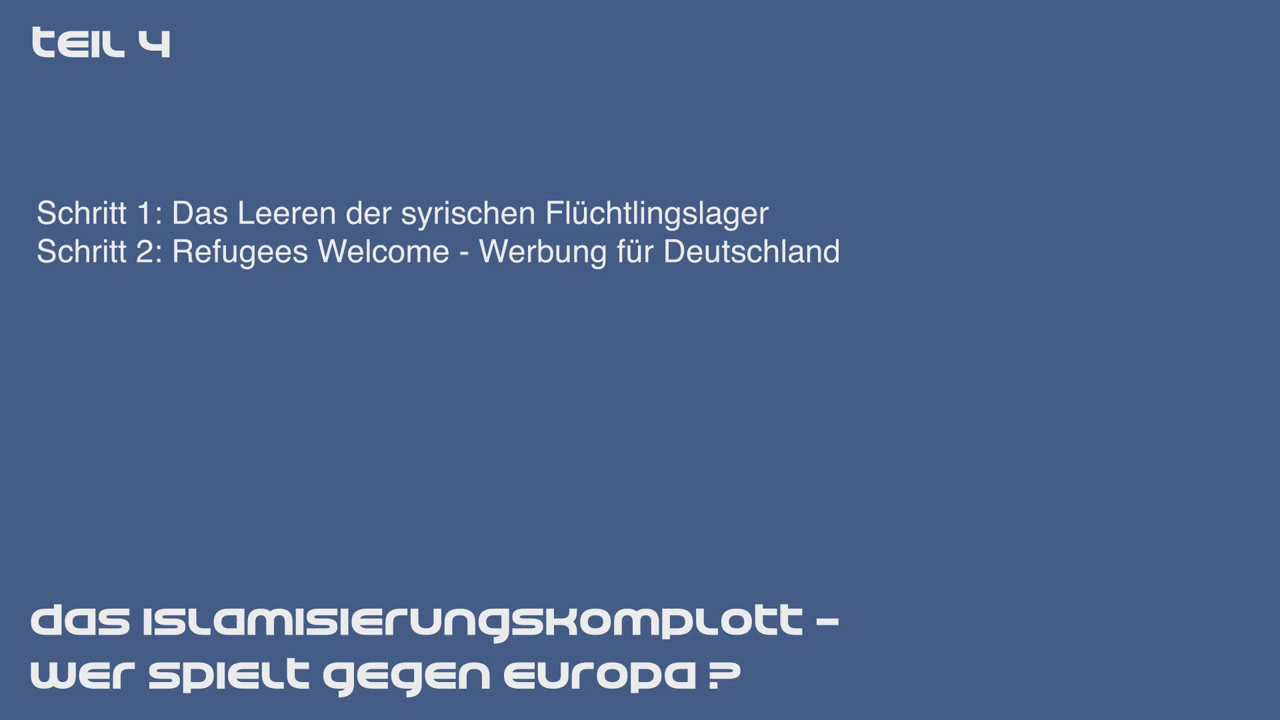 Teil 4
Schritt 1: Das Leeren der syrischen Flüchtlingslager
Schritt 2: Refugees Welcome - Werbung für Deutschland
Das Islamisierungskomplott –
Wer spielt gegen Europa ?